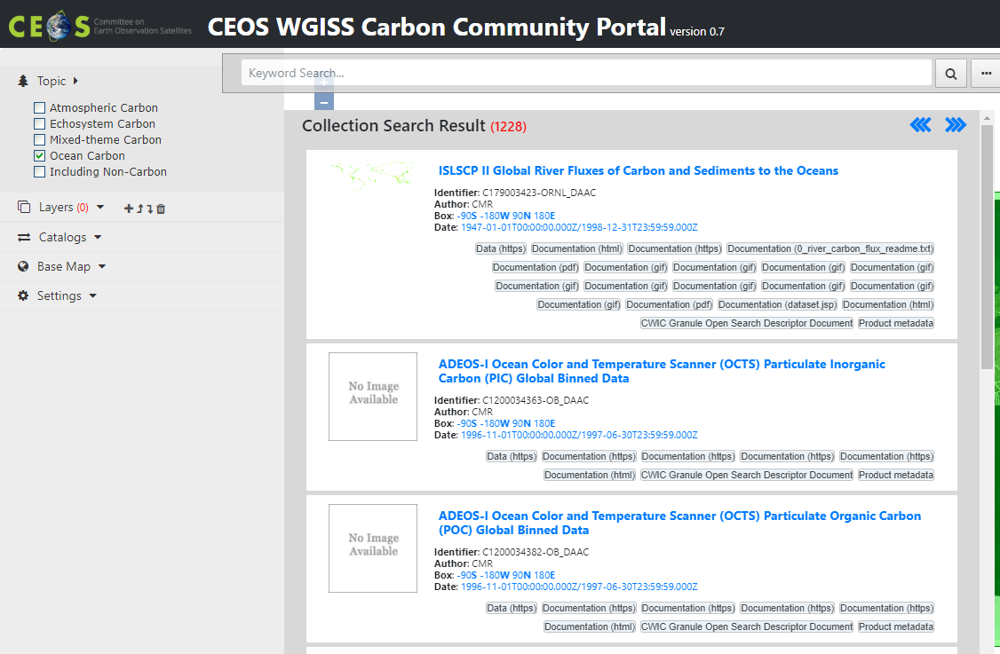 CEOS Committee on
Earth Observation Satellites
CEOS WGISS Carbon Community Portal version 0.7
Keyword Search...
Topic
Atmospheric Carbon
Echosystem Carbon
Mixed-theme Carbon
Ocean Carbon
Including Non-Carbon
Layers (0)
Catalogs
Base Map
Settings
Collection Search Result (1228)
ISLSCP II Global River Fluxes of Carbon and Sediments to the Oceans
Identifier: C179003423-ORNL_DAAC
Author: CMR
Box: -90S -180W 90N 180E
Date: 1947-01-01T00:00:00.000Z/1998-12-31T23:59:59.000Z
Data (https) Documentation (html) Documentation (https) Documentation (0_river_carbon_flux_readme.txt)
Documentation (pdf) Documentation (gif) Documentation (gif) Documentation (gif) Documentation (gif)
Documentation (gif) Documentation (gif) Documentation (gif) Documentation (gif) Documentation (gif)
Documentation (gif) Documentation (pdf) Documentation (dataset.jsp) Documentation (html)
CWIC Granule Open Search Descriptor Document Product metadata
No Image
Available
ADEOS-I Ocean Color and Temperature Scanner (OCTS) Particulate Inorganic
Carbon (PIC) Global Binned Data
Identifier: C1200034363-OB_DAAC
Author: CMR
Box: -90S -180W 90N 180E
Date: 1996-11-01T00:00:00.000Z/1997-06-30T23:59:59.000Z
Data (https) Documentation (https) Documentation (https) Documentation (https) Documentation (https)
Documentation (html) CWIC Granule Open Search Descriptor Document Product metadata
No Image
Available
ADEOS-I Ocean Color and Temperature Scanner (OCTS) Particulate Organic Carbon
(POC) Global Binned Data
Identifier: C1200034382-OB_DAAC
Author: CMR
Box: -90S -180W 90N 180E
Date: 1996-11-01T00:00:00.000Z/1997-06-30T23:59:59.000Z
Data (https) Documentation (https) Documentation (https) Documentation (https) Documentation (https)
Documentation (html) CWIC Granule Open Search Descriptor Document Product metadata